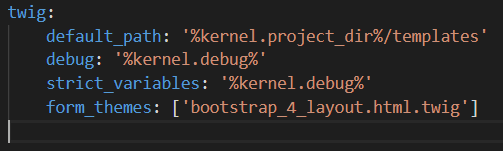 twig:
    default_path: '%kernel.project_dir%/templates'
    debug: '%kernel.debug%'
    strict_variables: '%kernel.debug%'
    form_themes: ['bootstrap_4_layout.html.twig']